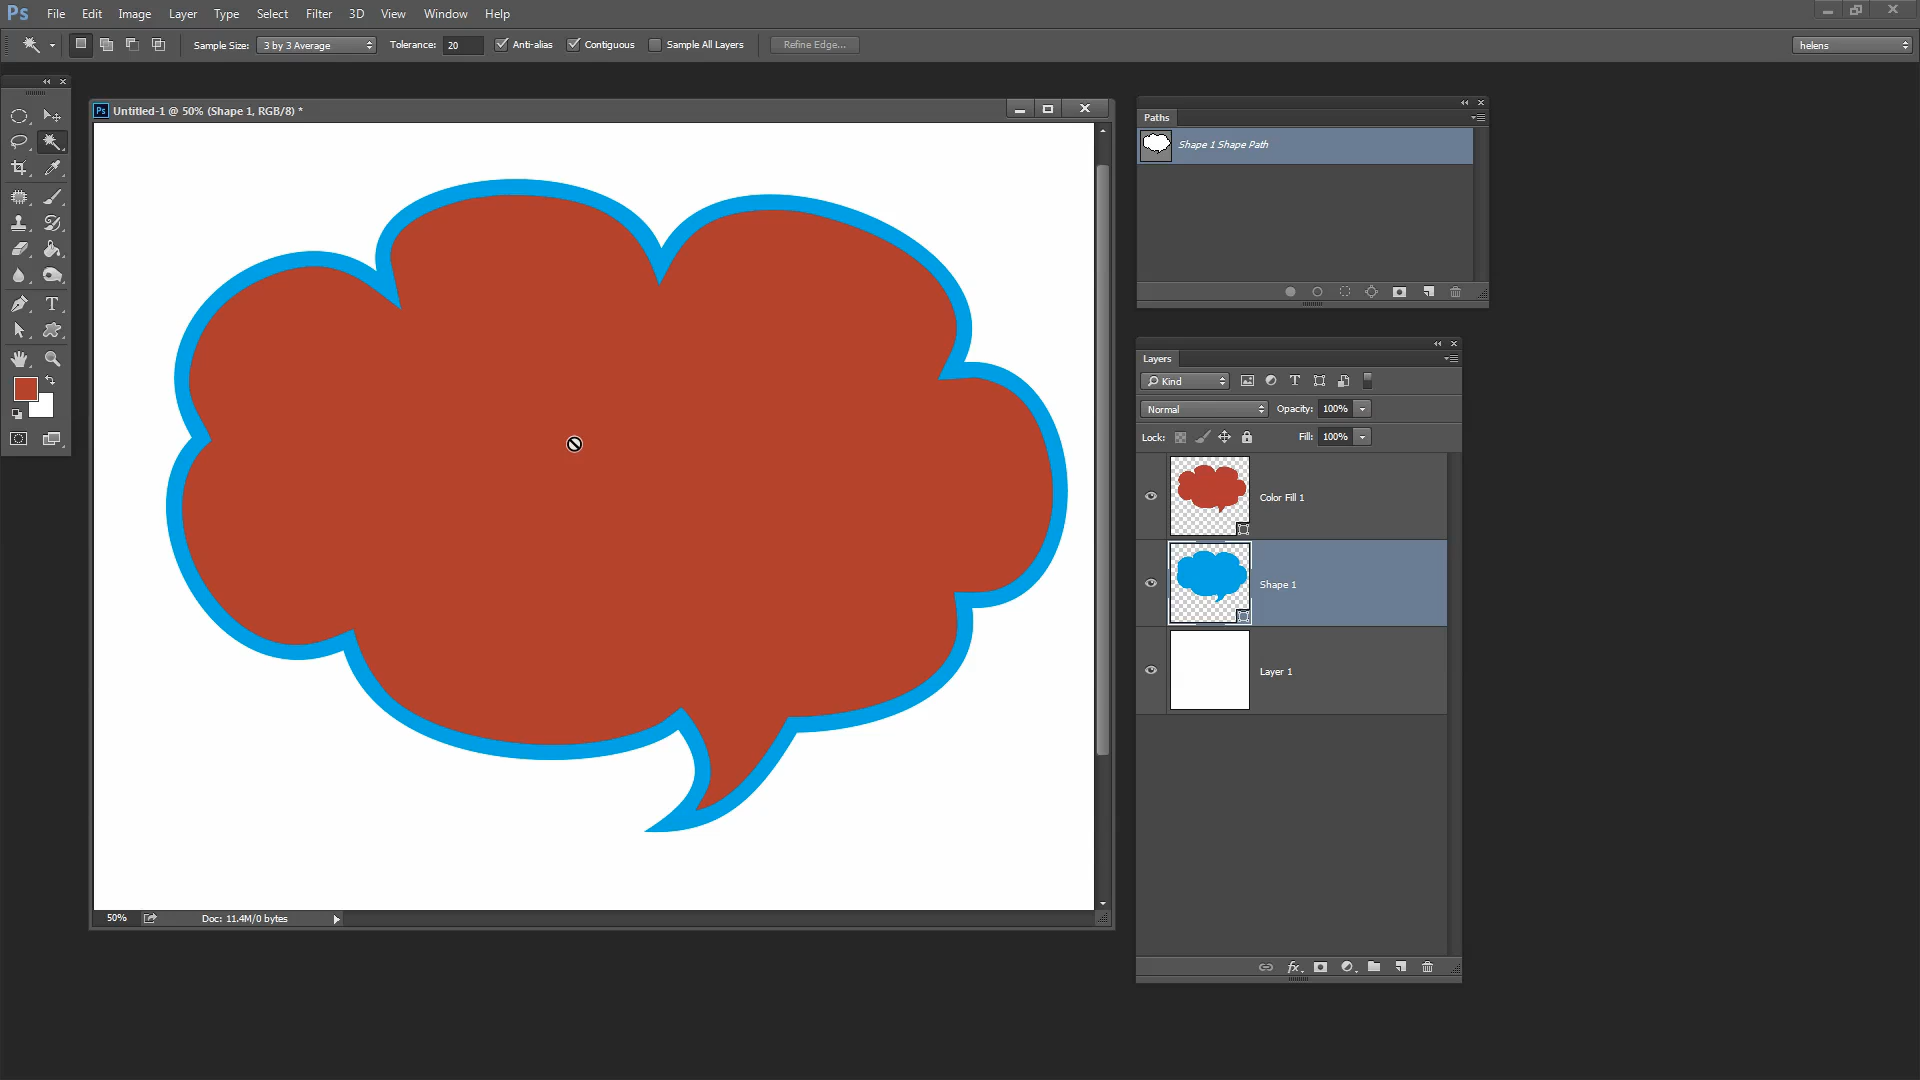 Ps File Edit Image Layer Type Select Filter 3D View Window Help
Sample Size: 3 by 3 Average Tolerance: 20 Anti-alias Contiguous Sample All Layers Refine Edge... helens
Ps Untitled-1 @ 50% (Shape 1, RGB/8) *
Paths
Shape 1 Shape Path
T
Layers
Kind T
Normal Opacity: 100%
Lock: Fill: 100%
Color Fill 1
Shape 1
Layer 1
50% Doc: 11.4M/0 bytes
fx